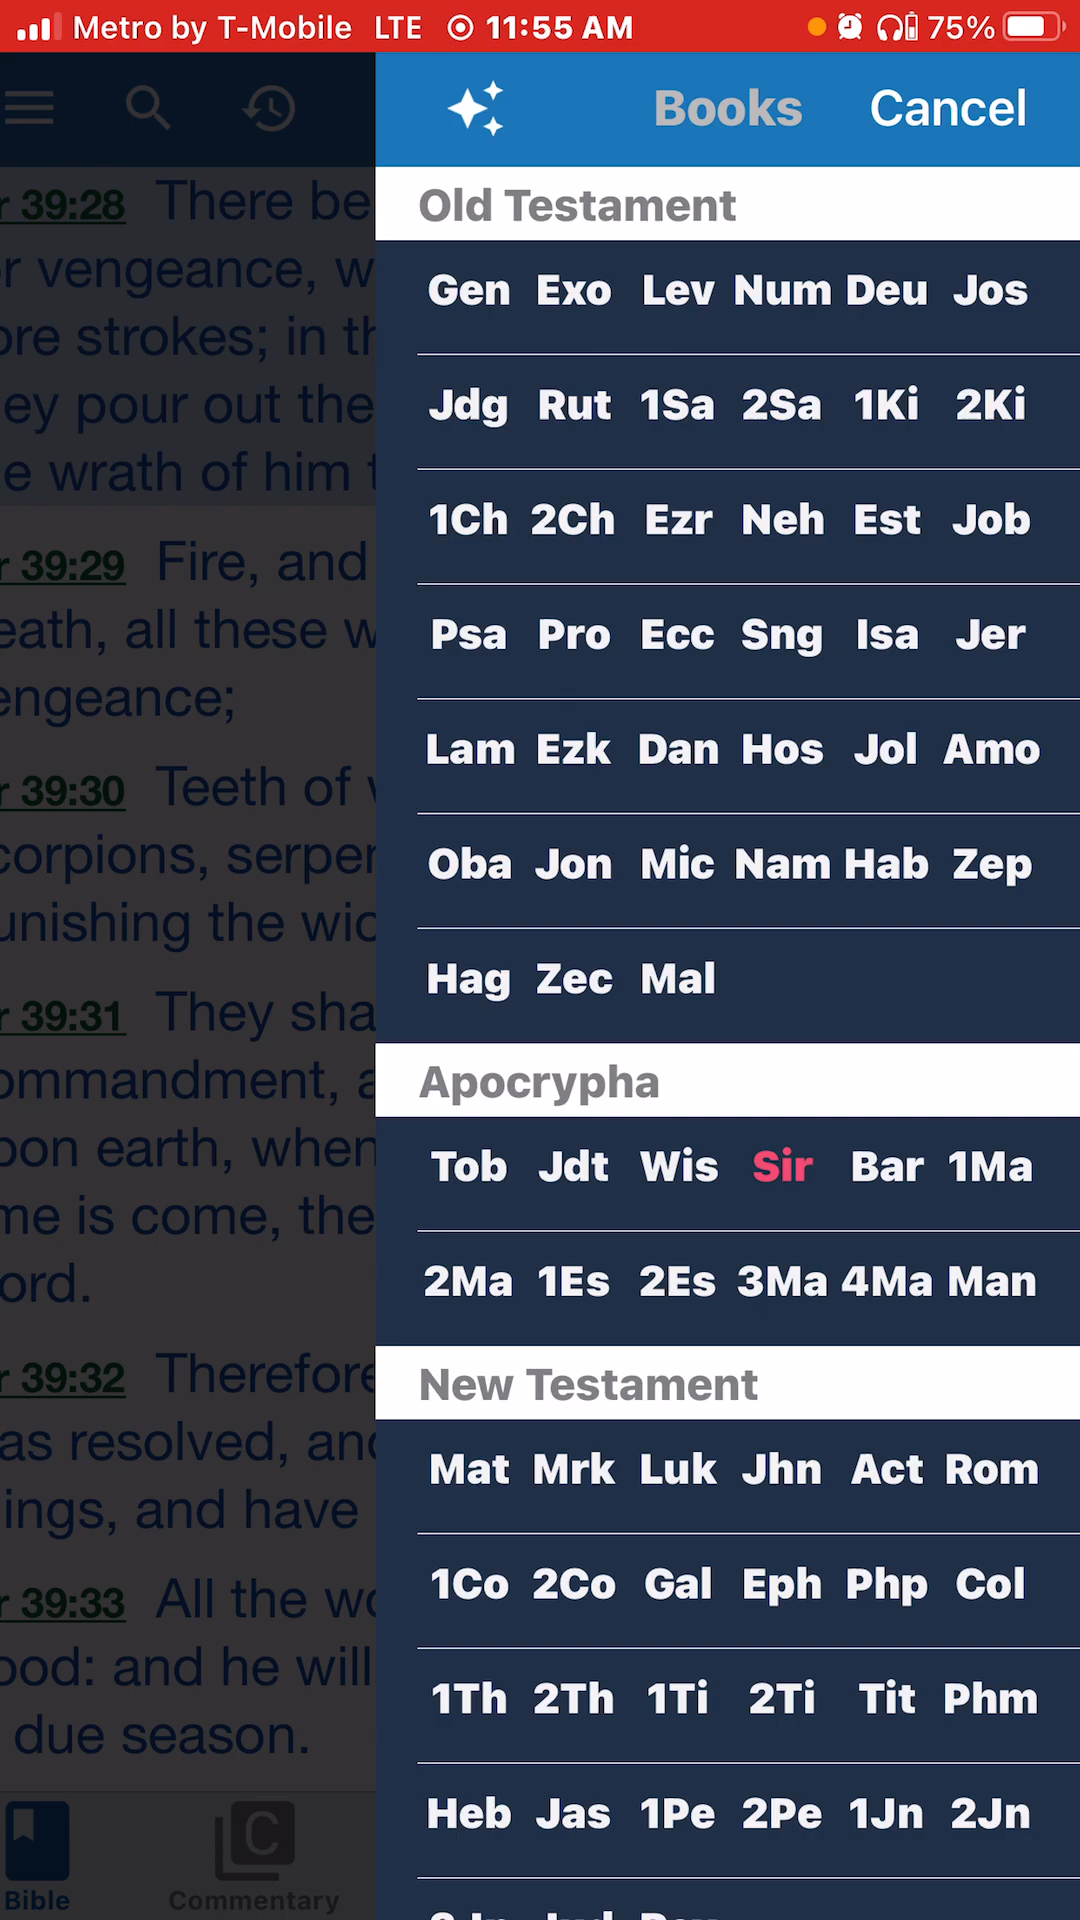 Metro by T-Mobile LTE 11:55 AM 75%
Books Cancel
Old Testament
Gen Exo Lev Num Deu Jos
Jdg Rut 1Sa 2Sa 1Ki 2Ki
1Ch 2Ch Ezr Neh Est Job
Psa Pro Ecc Sng Isa Jer
Lam Ezk Dan Hos Jol Amo
Oba Jon Mic Nam Hab Zep
Hag Zec Mal
Apocrypha
Tob Jdt Wis Sir Bar 1Ma
2Ma 1Es 2Es 3Ma 4Ma Man
New Testament
Mat Mrk Luk Jhn Act Rom
1Co 2Co Gal Eph Php Col
1Th 2Th 1Ti 2Ti Tit Phm
Heb Jas 1Pe 2Pe 1Jn 2Jn
r 39:28 There be
r vengeance, w
ore strokes; in th
ey pour out the
e wrath of him t
r 39:29 Fire, and
eath, all these w
engeance;
r 39:30 Teeth of
corpions, serper
unishing the wic
r 39:31 They sha
ommandment, a
pon earth, when
me is come, the
ord.
r 39:32 Therefore
as resolved, and
ings, and have
r 39:33 All the wo
ood: and he will
due season.
Bible Commentary